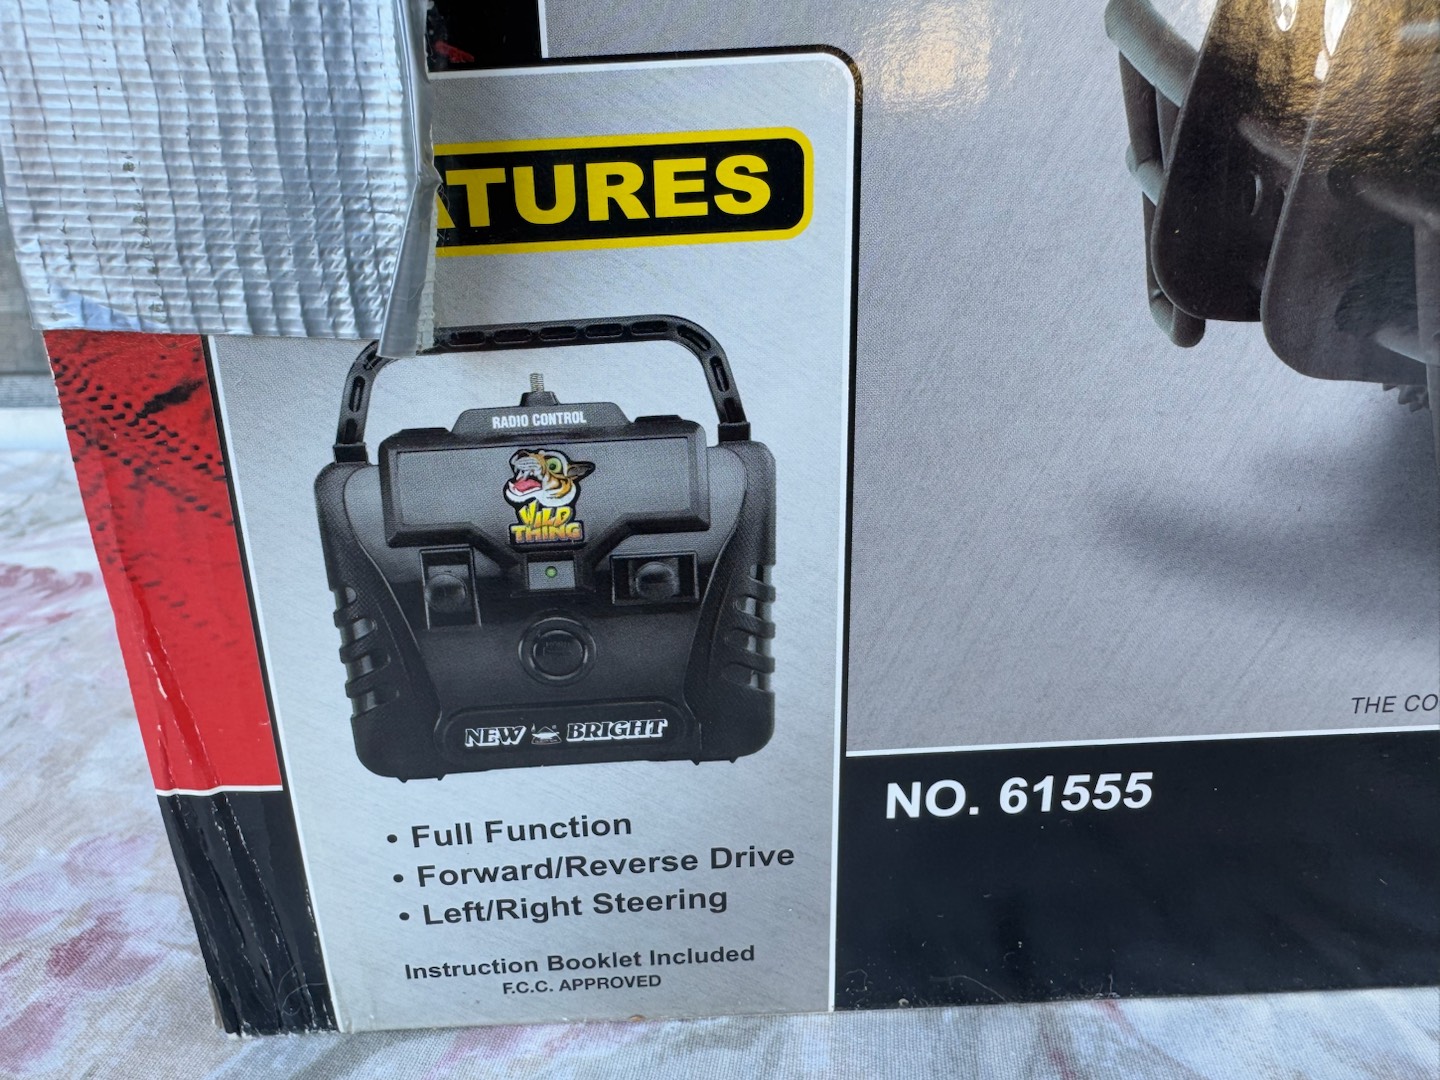 ATURES
RADIO CONTROL
WILD
THING
NEW BRIGHT
• Full Function
• Forward/Reverse Drive
• Left/Right Steering
Instruction Booklet Included
F.C.C. APPROVED
THE CO
NO. 61555